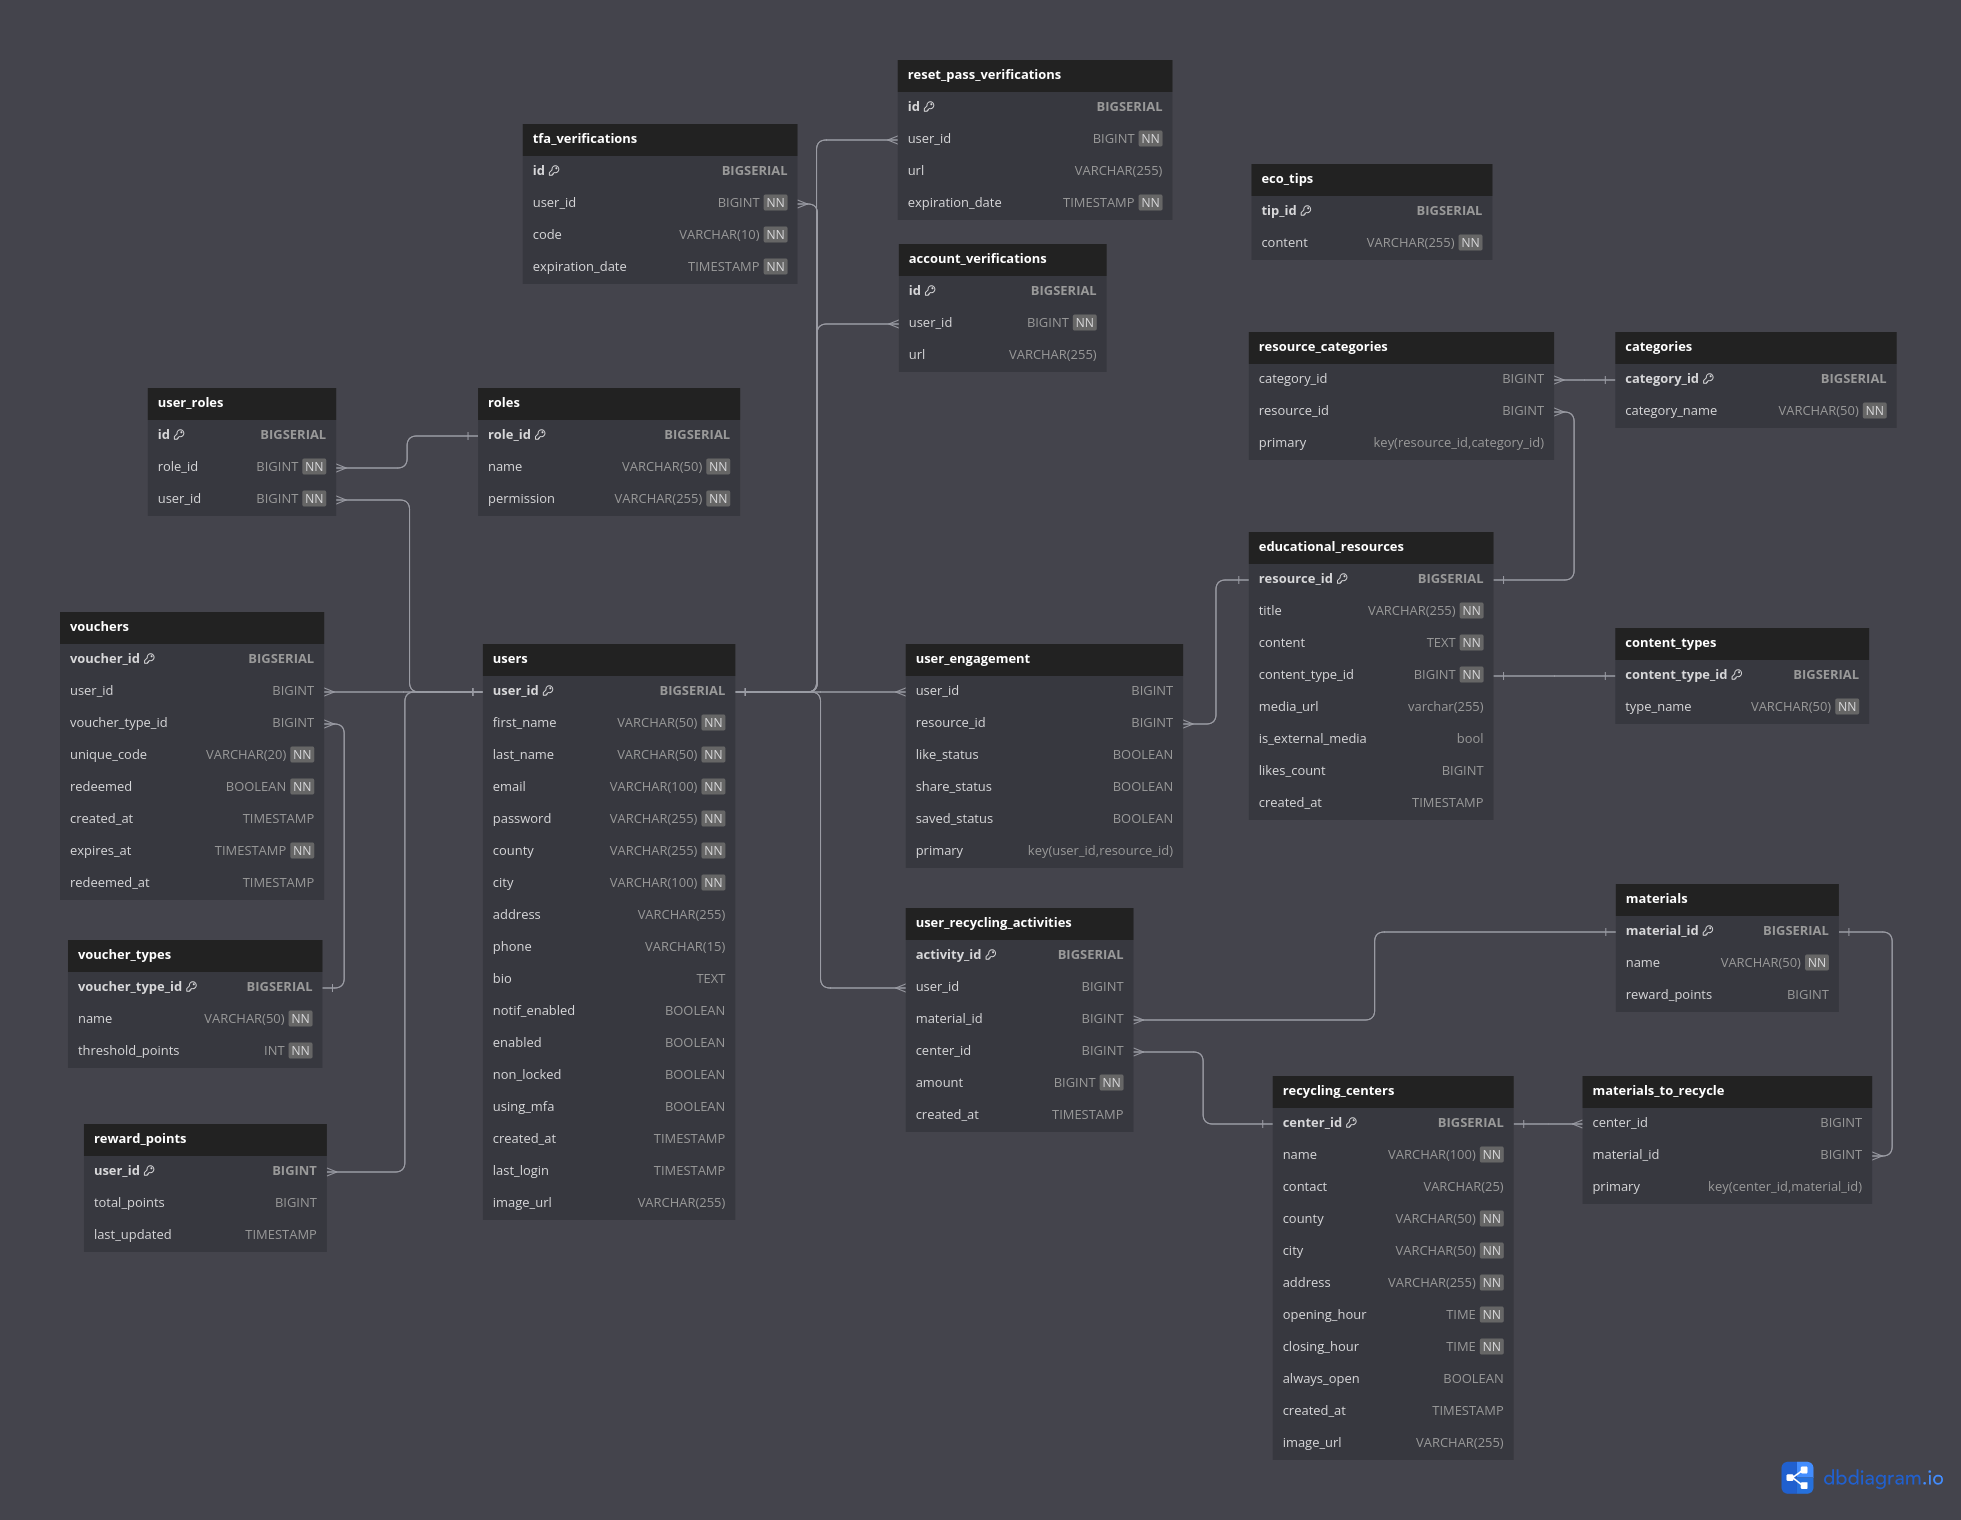 reset_pass_verifications
id BIGSERIAL
user_id BIGINT NN
url VARCHAR(255)
expiration_date TIMESTAMP NN
tfa_verifications
id BIGSERIAL
user_id BIGINT NN
code VARCHAR(10) NN
expiration_date TIMESTAMP NN
eco_tips
tip_id BIGSERIAL
content VARCHAR(255) NN
account_verifications
id BIGSERIAL
user_id BIGINT NN
url VARCHAR(255)
resource_categories
category_id BIGINT
resource_id BIGINT
primary key(resource_id,category_id)
categories
category_id BIGSERIAL
category_name VARCHAR(50) NN
user_roles
id BIGSERIAL
role_id BIGINT NN
user_id BIGINT NN
roles
role_id BIGSERIAL
name VARCHAR(50) NN
permission VARCHAR(255) NN
educational_resources
resource_id BIGSERIAL
title VARCHAR(255) NN
content TEXT NN
content_type_id BIGINT NN
media_url varchar(255)
is_external_media bool
likes_count BIGINT
created_at TIMESTAMP
content_types
content_type_id BIGSERIAL
type_name VARCHAR(50) NN
vouchers
voucher_id BIGSERIAL
user_id BIGINT
voucher_type_id BIGINT
unique_code VARCHAR(20) NN
redeemed BOOLEAN NN
created_at TIMESTAMP
expires_at TIMESTAMP NN
redeemed_at TIMESTAMP
users
user_id BIGSERIAL
first_name VARCHAR(50) NN
last_name VARCHAR(50) NN
email VARCHAR(100) NN
password VARCHAR(255) NN
county VARCHAR(255) NN
city VARCHAR(100) NN
address VARCHAR(255)
phone VARCHAR(15)
bio TEXT
notif_enabled BOOLEAN
enabled BOOLEAN
non_locked BOOLEAN
using_mfa BOOLEAN
created_at TIMESTAMP
last_login TIMESTAMP
image_url VARCHAR(255)
user_engagement
user_id BIGINT
resource_id BIGINT
like_status BOOLEAN
share_status BOOLEAN
saved_status BOOLEAN
primary key(user_id,resource_id)
voucher_types
voucher_type_id BIGSERIAL
name VARCHAR(50) NN
threshold_points INT NN
user_recycling_activities
activity_id BIGSERIAL
user_id BIGINT
material_id BIGINT
center_id BIGINT
amount BIGINT NN
created_at TIMESTAMP
materials
material_id BIGSERIAL
name VARCHAR(50) NN
reward_points BIGINT
reward_points
user_id BIGINT
total_points BIGINT
last_updated TIMESTAMP
recycling_centers
center_id BIGSERIAL
name VARCHAR(100) NN
contact VARCHAR(25)
county VARCHAR(50) NN
city VARCHAR(50) NN
address VARCHAR(255) NN
opening_hour TIME NN
closing_hour TIME NN
always_open BOOLEAN
created_at TIMESTAMP
image_url VARCHAR(255)
materials_to_recycle
center_id BIGINT
material_id BIGINT
primary key(center_id,material_id)
dbdiagram.io